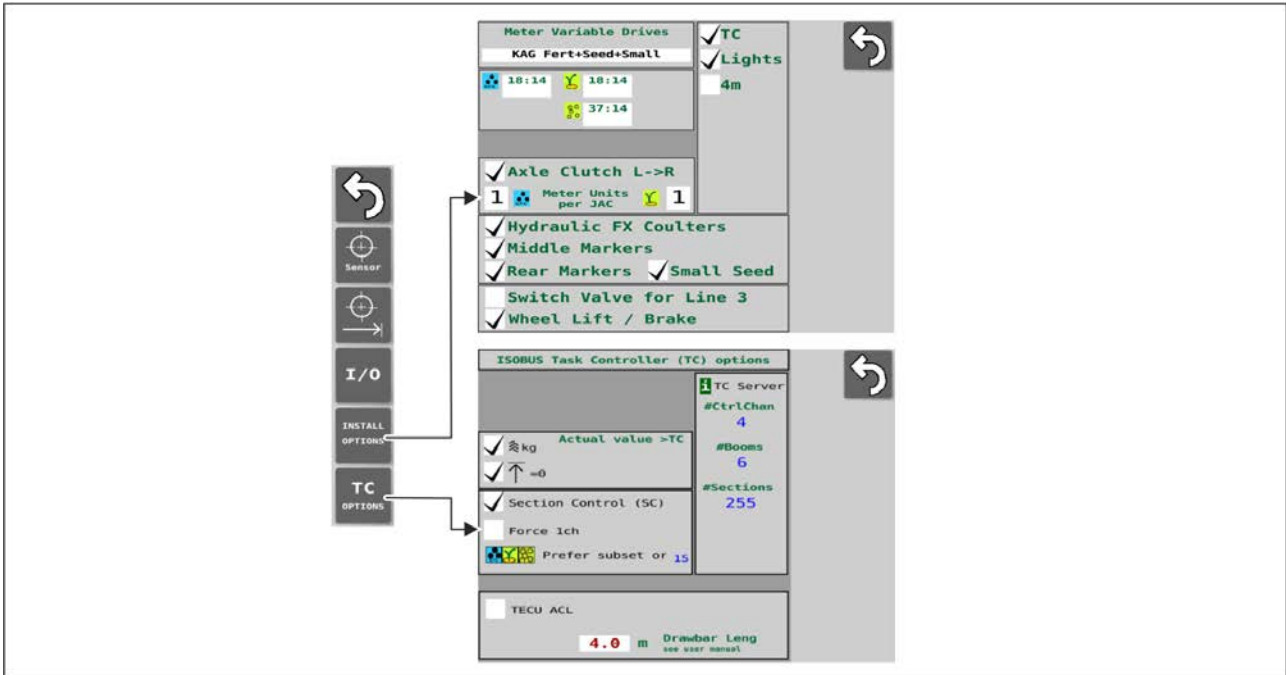 Sensor
I/O
INSTALL
OPTIONS
TC
OPTIONS
Meter Variable Drives
KAG Fert+Seed+Small
18:14 18:14
37:14
TC
Lights
4m
Axle Clutch L->R
1 Meter Units 1
per JAC
Hydraulic FX Coulters
Middle Markers
Rear Markers Small Seed
Switch Valve for Line 3
Wheel Lift / Brake
ISOBUS Task Controller (TC) options
i TC Server
#CtrlChan
4
#Booms
6
#Sections
255
kg Actual value >TC
=0
Section Control (SC)
Force 1ch
Prefer subset or 15
TECU ACL
4.0 m Drawbar Leng
see user manual